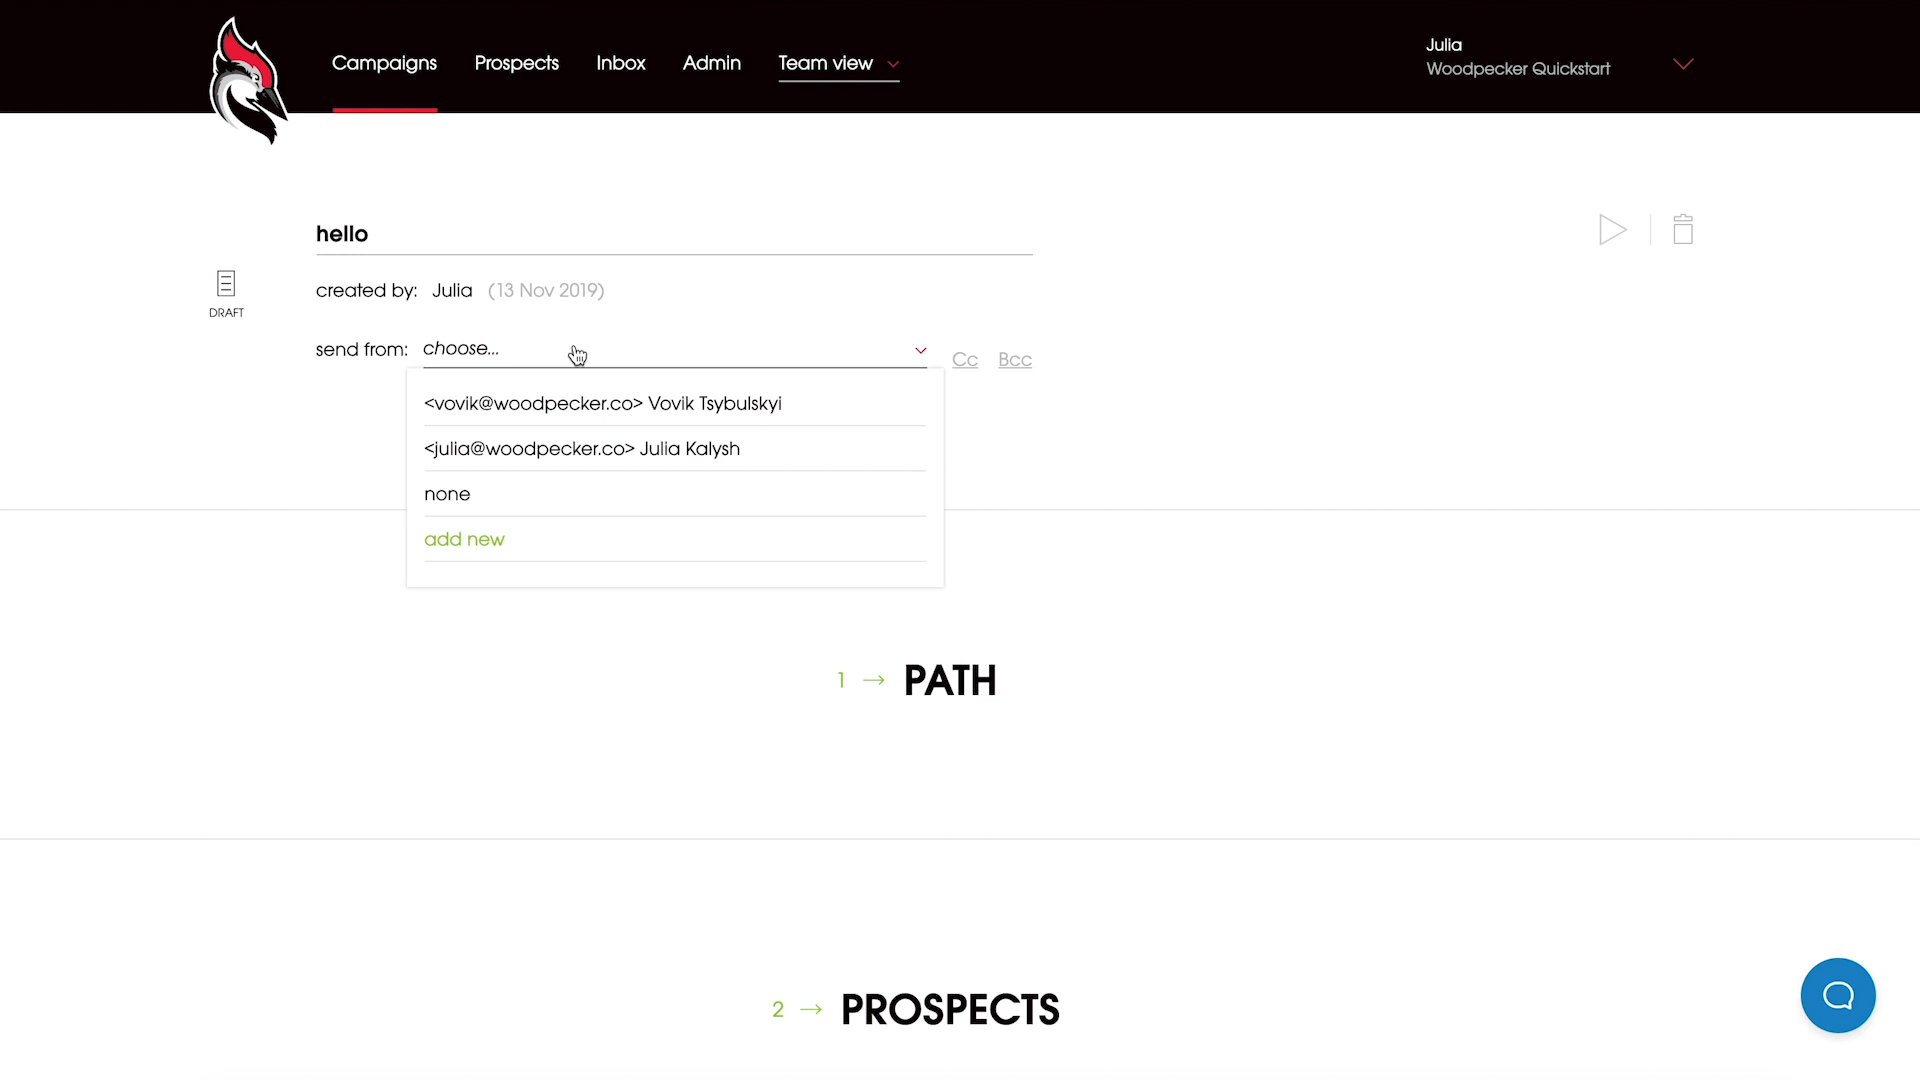 Campaigns Prospects Inbox Admin Team view
Julia
Woodpecker Quickstart
hello
DRAFT
created by: Julia (13 Nov 2019)
send from: choose... Cc Bcc
<vovik@woodpecker.co> Vovik Tsybulskyi
<julia@woodpecker.co> Julia Kalysh
none
add new
1 → PATH
2 → PROSPECTS